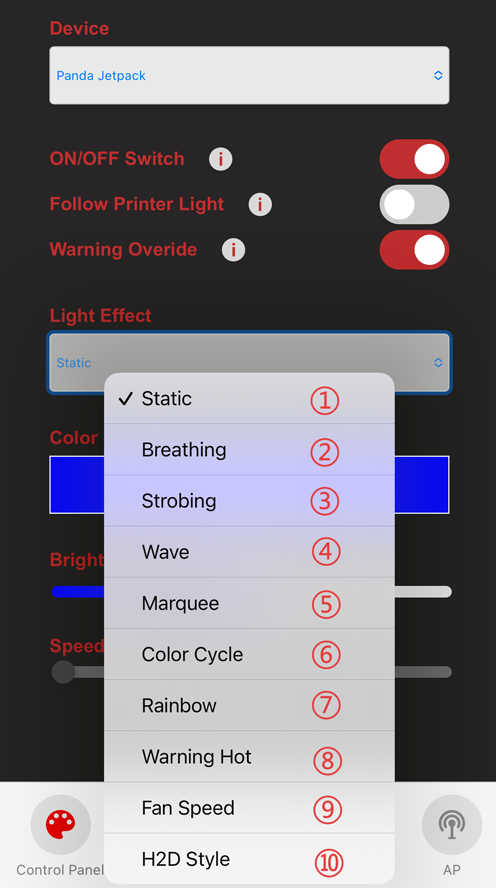 Device
Panda Jetpack
ON/OFF Switch i
Follow Printer Light i
Warning Overide i
Light Effect
Static
Static ①
Breathing ②
Color
Strobing ③
Wave ④
Bright
Marquee ⑤
Speed
Color Cycle ⑥
Rainbow ⑦
Warning Hot ⑧
Fan Speed ⑨
H2D Style ⑩
Control Panel
AP